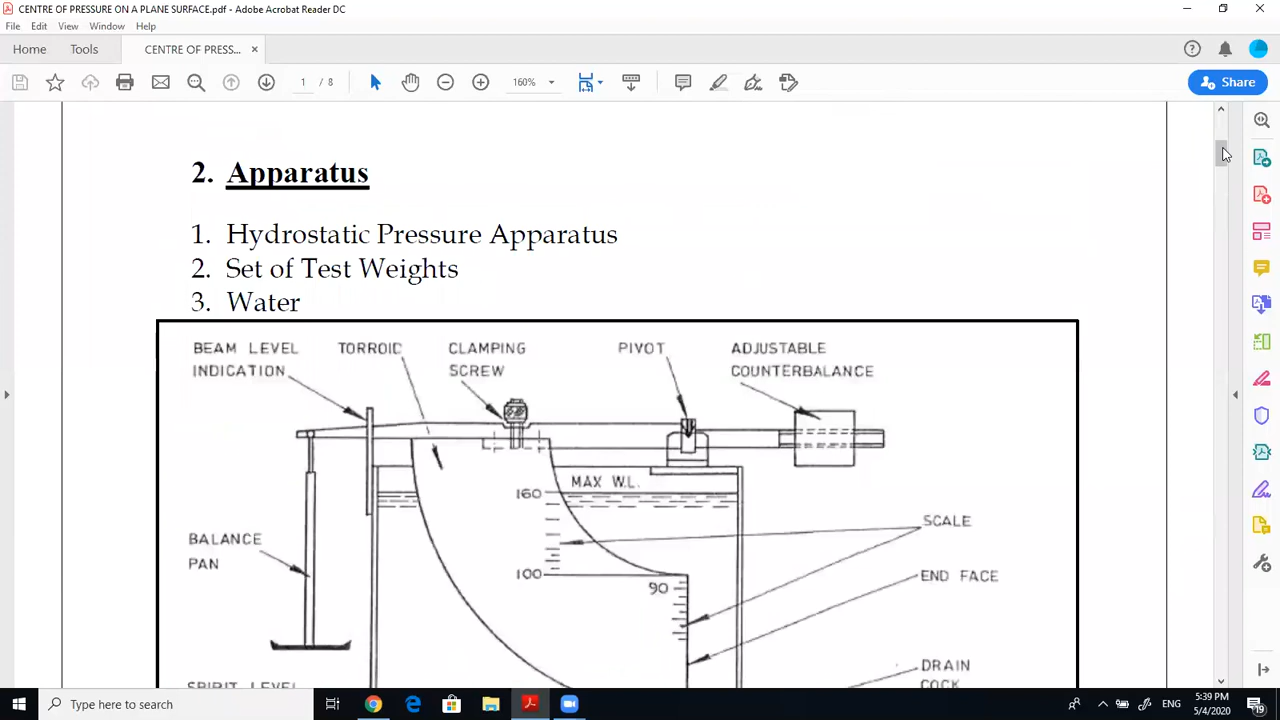 CENTRE OF PRESSURE ON A PLANE SURFACE.pdf - Adobe Acrobat Reader DC
File Edit View Window Help
Home Tools CENTRE OF PRESS... ×
1 / 8 160% Share
2. Apparatus
1. Hydrostatic Pressure Apparatus
2. Set of Test Weights
3. Water
BEAM LEVEL INDICATION
TORROID
CLAMPING SCREW
PIVOT
ADJUSTABLE COUNTERBALANCE
MAX W.L.
160
SCALE
BALANCE PAN
100
90
END FACE
DRAIN COCK
SPIRIT LEVEL
Type here to search
ENG
5:39 PM
5/4/2020
19